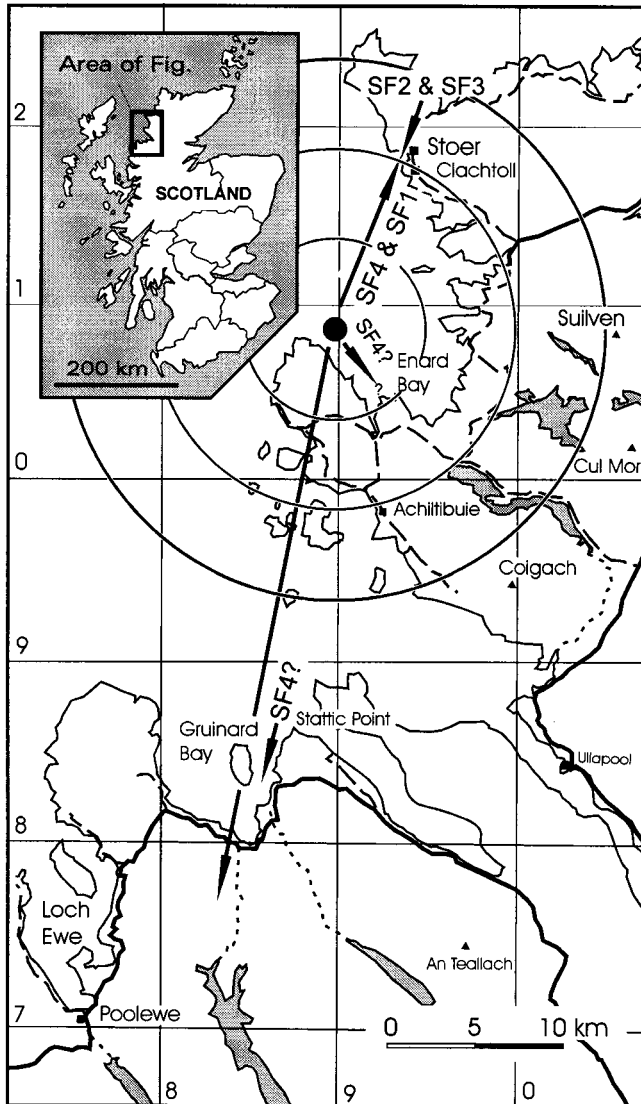 Area of Fig.
SCOTLAND
200 km
SF2 & SF3
2
Stoer
Clachtoll
SF4 & SF1
1
Suilven
SF4?
Enard
Bay
Cul Mor
0
Achiltibuie
Coigach
9
SF4?
Stattic Point
Gruinard
Bay
Ullapool
8
Loch
Ewe
An Teallach
7
Poolewe
0 5 10 km
8 9 0